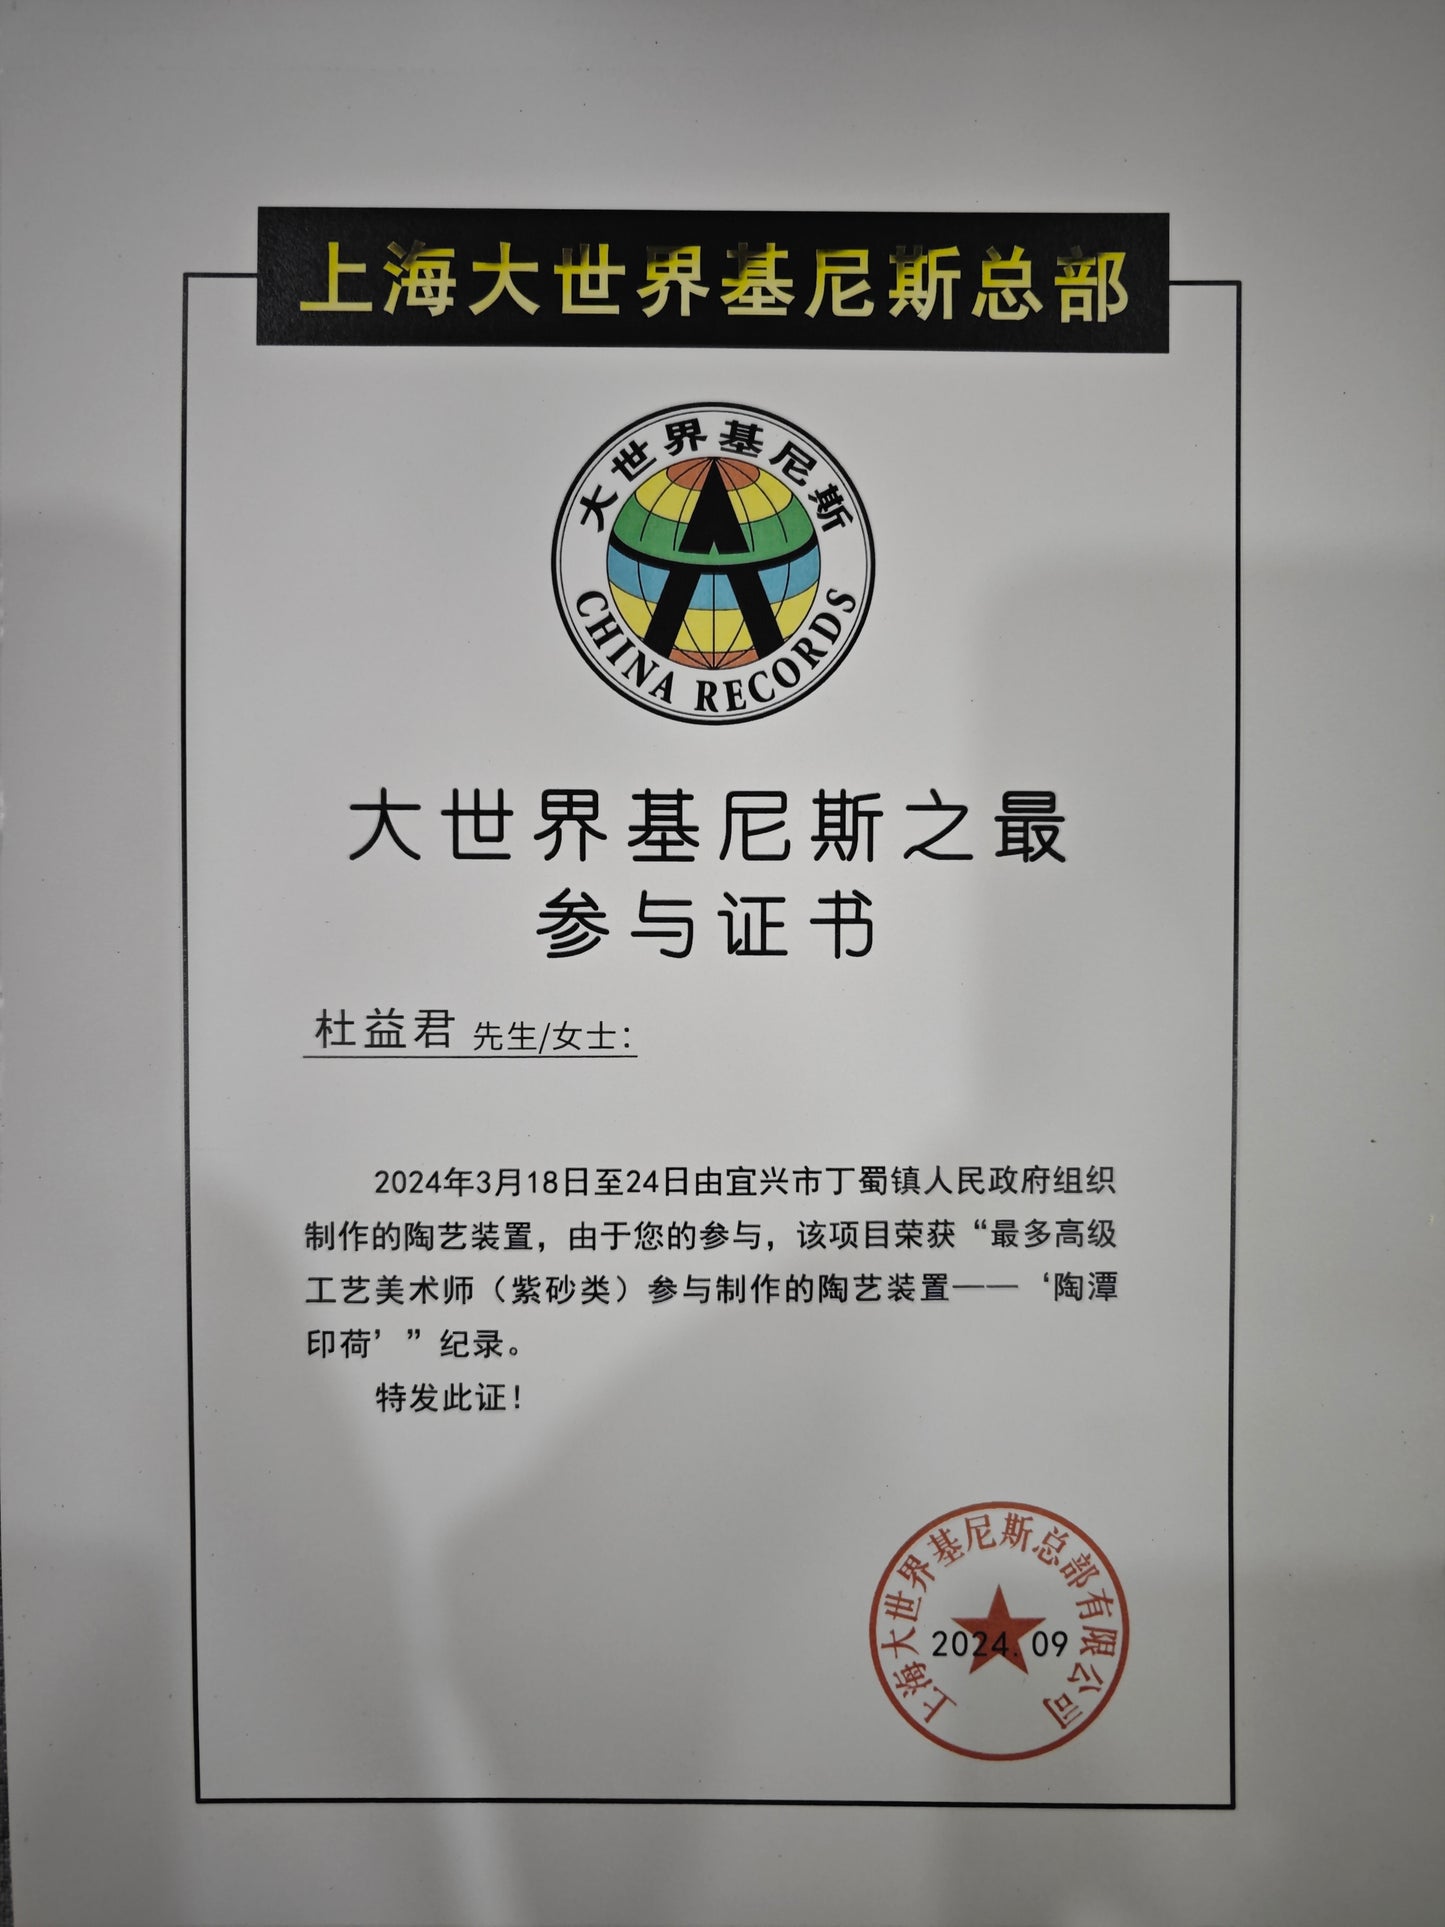 上海大世界基尼斯总部
大世界基尼斯
CHINA RECORDS
大世界基尼斯之最
参与证书
杜益君 先生/女士：
2024年3月18日至24日由宜兴市丁蜀镇人民政府组织
制作的陶艺装置，由于您的参与，该项目荣获“最多高级
工艺美术师（紫砂类）参与制作的陶艺装置——‘陶潭
印荷’”纪录。
特发此证！
上海大世界基尼斯总部有限公司
2024.09